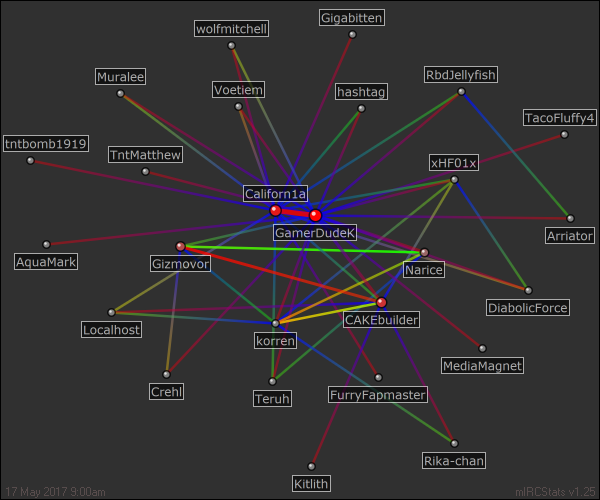 Gigabitten
wolfmitchell
RbdJellyfish
Muralee
Voetiem
hashtag
TacoFluffy4
tntbomb1919
TntMatthew
xHF01x
Californ1a
GamerDudeK
Arriator
AquaMark
Gizmovor
Narice
DiabolicForce
Localhost
CAKEbuilder
korren
MediaMagnet
Crehl
Teruh
FurryFapmaster
Rika-chan
Kitlith
17 May 2017 9:00am
mIRCStats v1.25